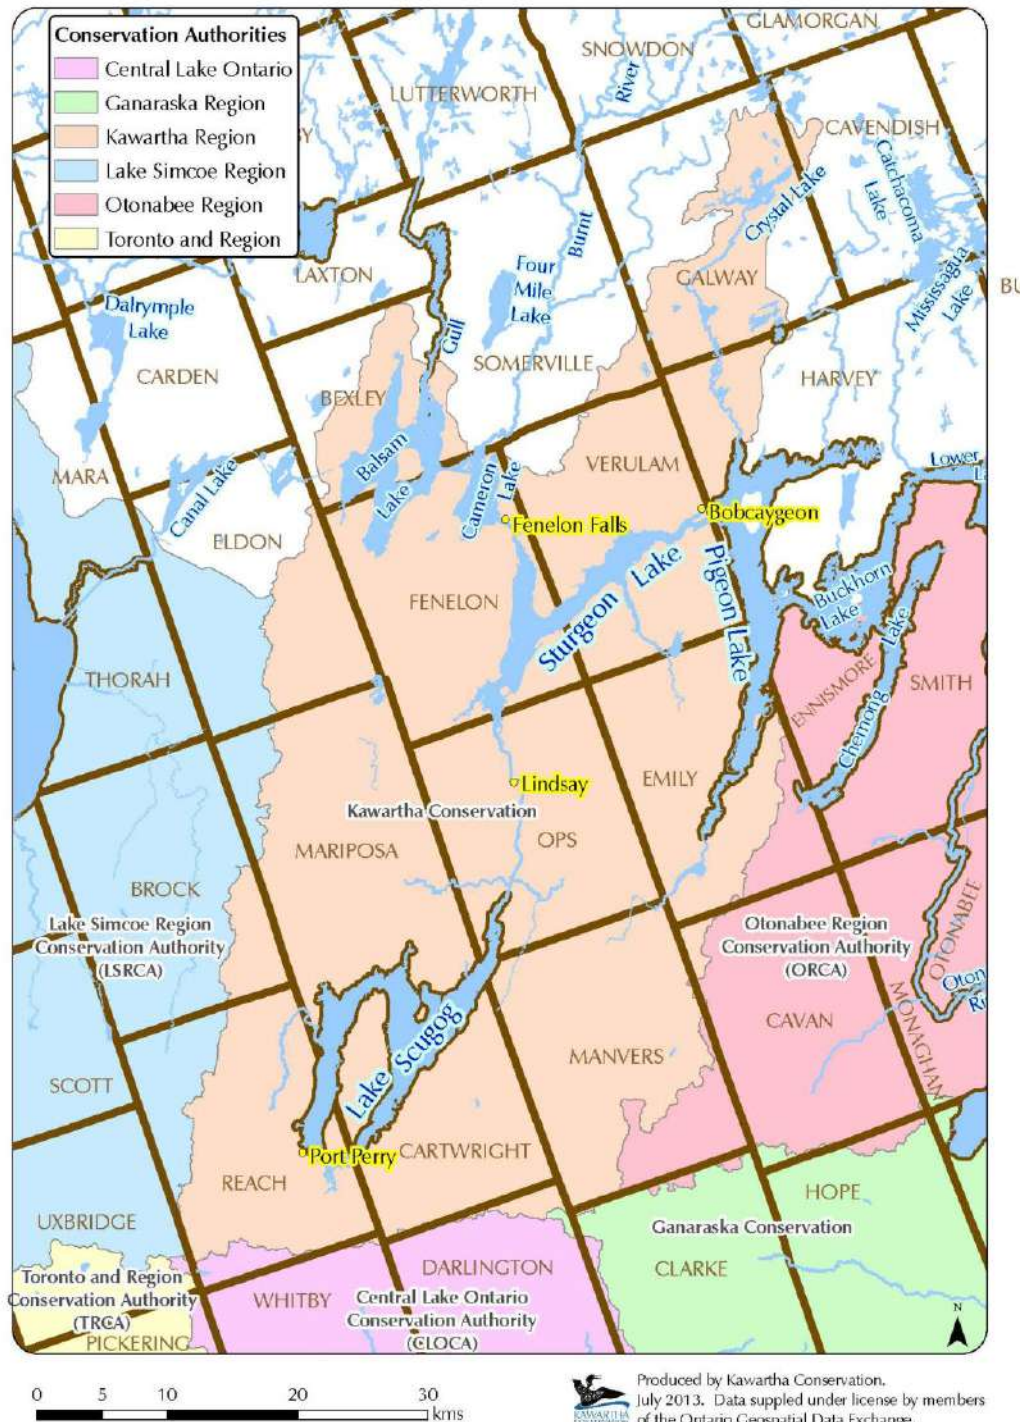 Conservation Authorities
Central Lake Ontario
Ganaraska Region
Kawartha Region
Lake Simcoe Region
Otonabee Region
Toronto and Region
GLAMORGAN
SNOWDON
River
LUTTERWORTH
CAVENDISH
Catchacoma
Lake
Crystal Lake
Burnt
LAXTON
Four
Mile
Lake
GALWAY
Mississagua
Lake
Dalrymple
Lake
Gull
SOMERVILLE
CARDEN
BEXLEY
HARVEY
MARA
Canal Lake
Balsam
Lake
Cameron
Lake
VERULAM
Lower
Fenelon Falls
Bobcaygeon
ELDON
FENELON
Sturgeon Lake
Pigeon Lake
Buckhorn
Lake
THORAH
ENNISMORE
Chemong
Lake
SMITH
Lindsay
EMILY
Kawartha Conservation
MARIPOSA
OPS
BROCK
Lake Simcoe Region
Conservation Authority
(LSRCA)
Otonabee Region
Conservation Authority
(ORCA)
OTONABEE
Oton
CAVAN
MONAGHAN
Lake Scugog
MANVERS
SCOTT
Port Perry
CARTWRIGHT
REACH
HOPE
UXBRIDGE
Ganaraska Conservation
Toronto and Region
Conservation Authority
(TRCA)
PICKERING
WHITBY
DARLINGTON
Central Lake Ontario
Conservation Authority
(CLOCA)
CLARKE
N
0 5 10 20 30
kms
KAWARTHA
Produced by Kawartha Conservation,
July 2013. Data suppled under license by members
of the Ontario Geospatial Data Exchange